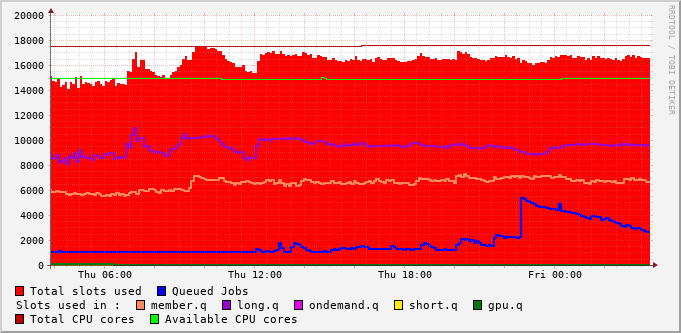 20000
18000
16000
14000
12000
10000
8000
6000
4000
2000
0
Thu 06:00 Thu 12:00 Thu 18:00 Fri 00:00
RRDTOOL / TOBI OETIKER
Total slots used Queued Jobs
Slots used in : member.q long.q ondemand.q short.q gpu.q
Total CPU cores Available CPU cores